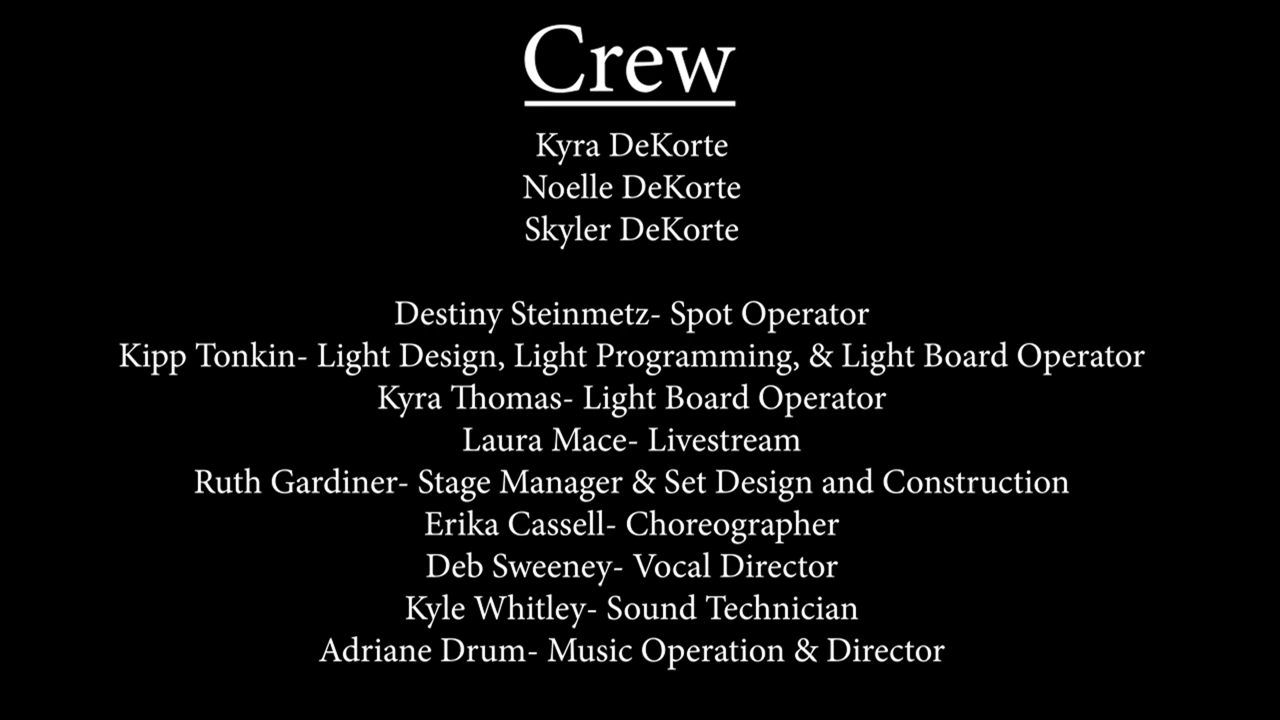 Crew
Kyra DeKorte
Noelle DeKorte
Skyler DeKorte
Destiny Steinmetz- Spot Operator
Kipp Tonkin- Light Design, Light Programming, & Light Board Operator
Kyra Thomas- Light Board Operator
Laura Mace- Livestream
Ruth Gardiner- Stage Manager & Set Design and Construction
Erika Cassell- Choreographer
Deb Sweeney- Vocal Director
Kyle Whitley- Sound Technician
Adriane Drum- Music Operation & Director